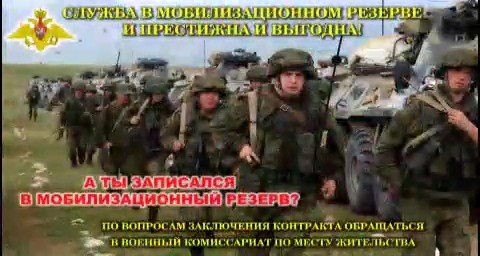 СЛУЖБА В МОБИЛИЗАЦИОННОМ РЕЗЕРВЕ
И ПРЕСТИЖНА И ВЫГОДНА!
А ТЫ ЗАПИСАЛСЯ
В МОБИЛИЗАЦИОННЫЙ РЕЗЕРВ?
ПО ВОПРОСАМ ЗАКЛЮЧЕНИЯ КОНТРАКТА ОБРАЩАТЬСЯ
В ВОЕННЫЙ КОМИССАРИАТ ПО МЕСТУ ЖИТЕЛЬСТВА